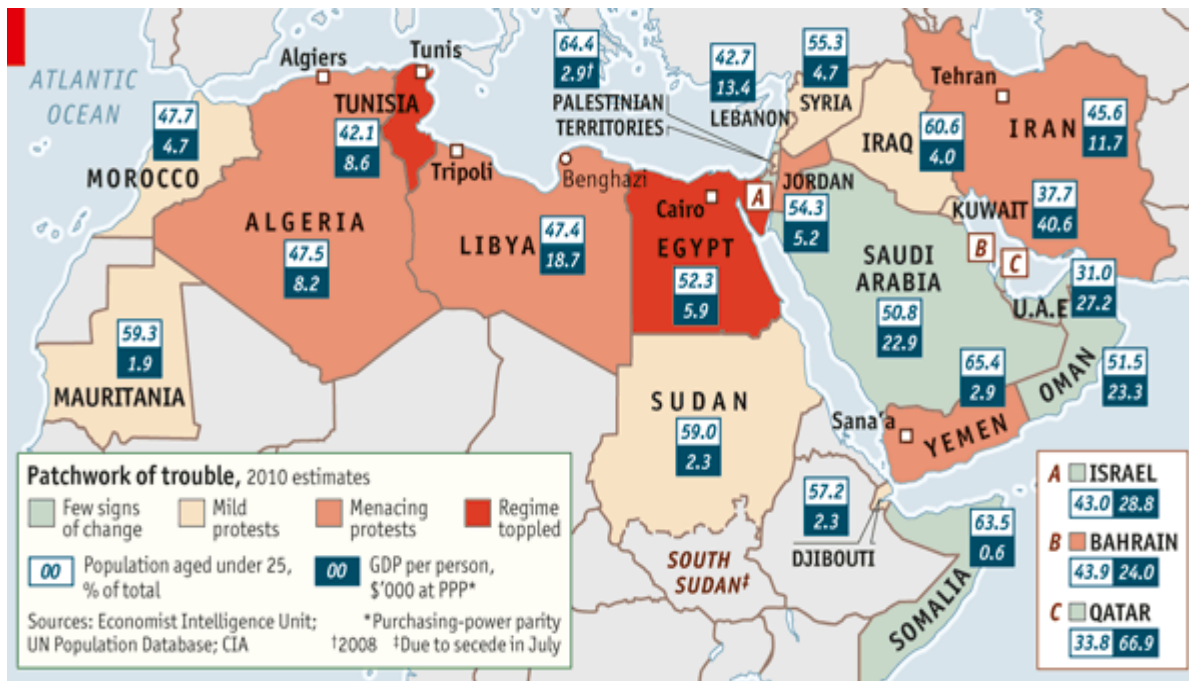 ATLANTIC
OCEAN
Algiers
Tunis
TUNISIA
42.1
8.6
47.7
4.7
MOROCCO
ALGERIA
47.5
8.2
Tripoli
Benghazi
LIBYA
47.4
18.7
59.3
1.9
MAURITANIA
64.4
2.9†
PALESTINIAN
TERRITORIES
42.7
13.4
LEBANON
55.3
4.7
SYRIA
Tehran
IRAN
45.6
11.7
IRAQ
60.6
4.0
37.7
40.6
KUWAIT
JORDAN
54.3
5.2
A
Cairo
EGYPT
52.3
5.9
SAUDI
ARABIA
50.8
22.9
B
C
31.0
27.2
U.A.E
OMAN
51.5
23.3
65.4
2.9
Sana'a
YEMEN
SUDAN
59.0
2.3
SOUTH
SUDAN‡
57.2
2.3
DJIBOUTI
63.5
0.6
SOMALIA
Patchwork of trouble, 2010 estimates
Few signs
of change
Mild
protests
Menacing
protests
Regime
toppled
00 Population aged under 25,
% of total
00 GDP per person,
$'000 at PPP*
Sources: Economist Intelligence Unit;
UN Population Database; CIA
*Purchasing-power parity
†2008 ‡Due to secede in July
A ISRAEL
43.0 28.8
B BAHRAIN
43.9 24.0
C QATAR
33.8 66.9